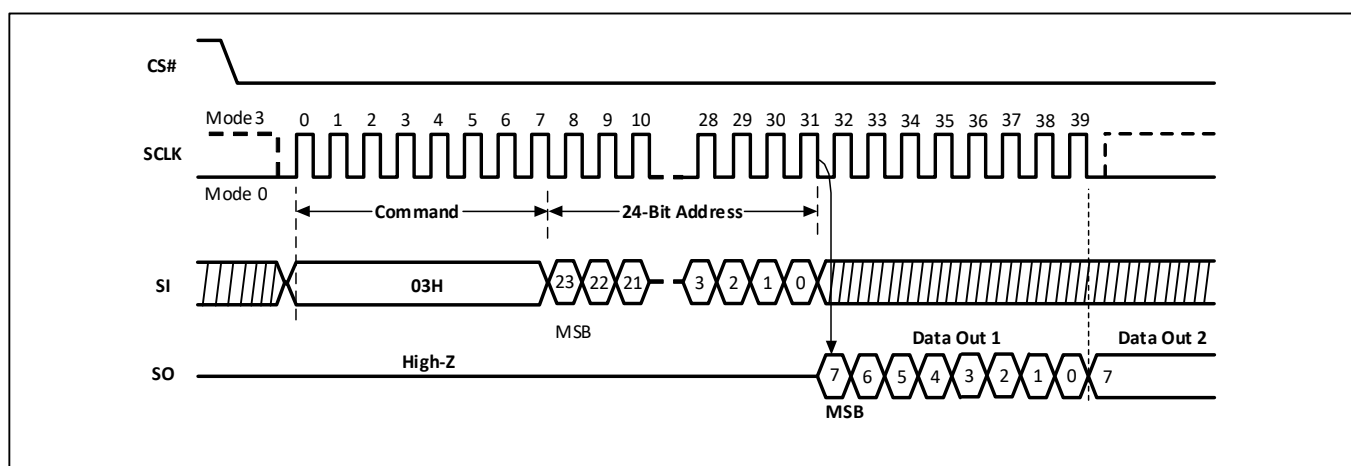 CS#
Mode 3
0 1 2 3 4 5 6 7 8 9 10 28 29 30 31 32 33 34 35 36 37 38 39
SCLK
Mode 0
Command 24-Bit Address
SI 03H 23 22 21 3 2 1 0
MSB
High-Z Data Out 1 Data Out 2
SO 7 6 5 4 3 2 1 0 7
MSB